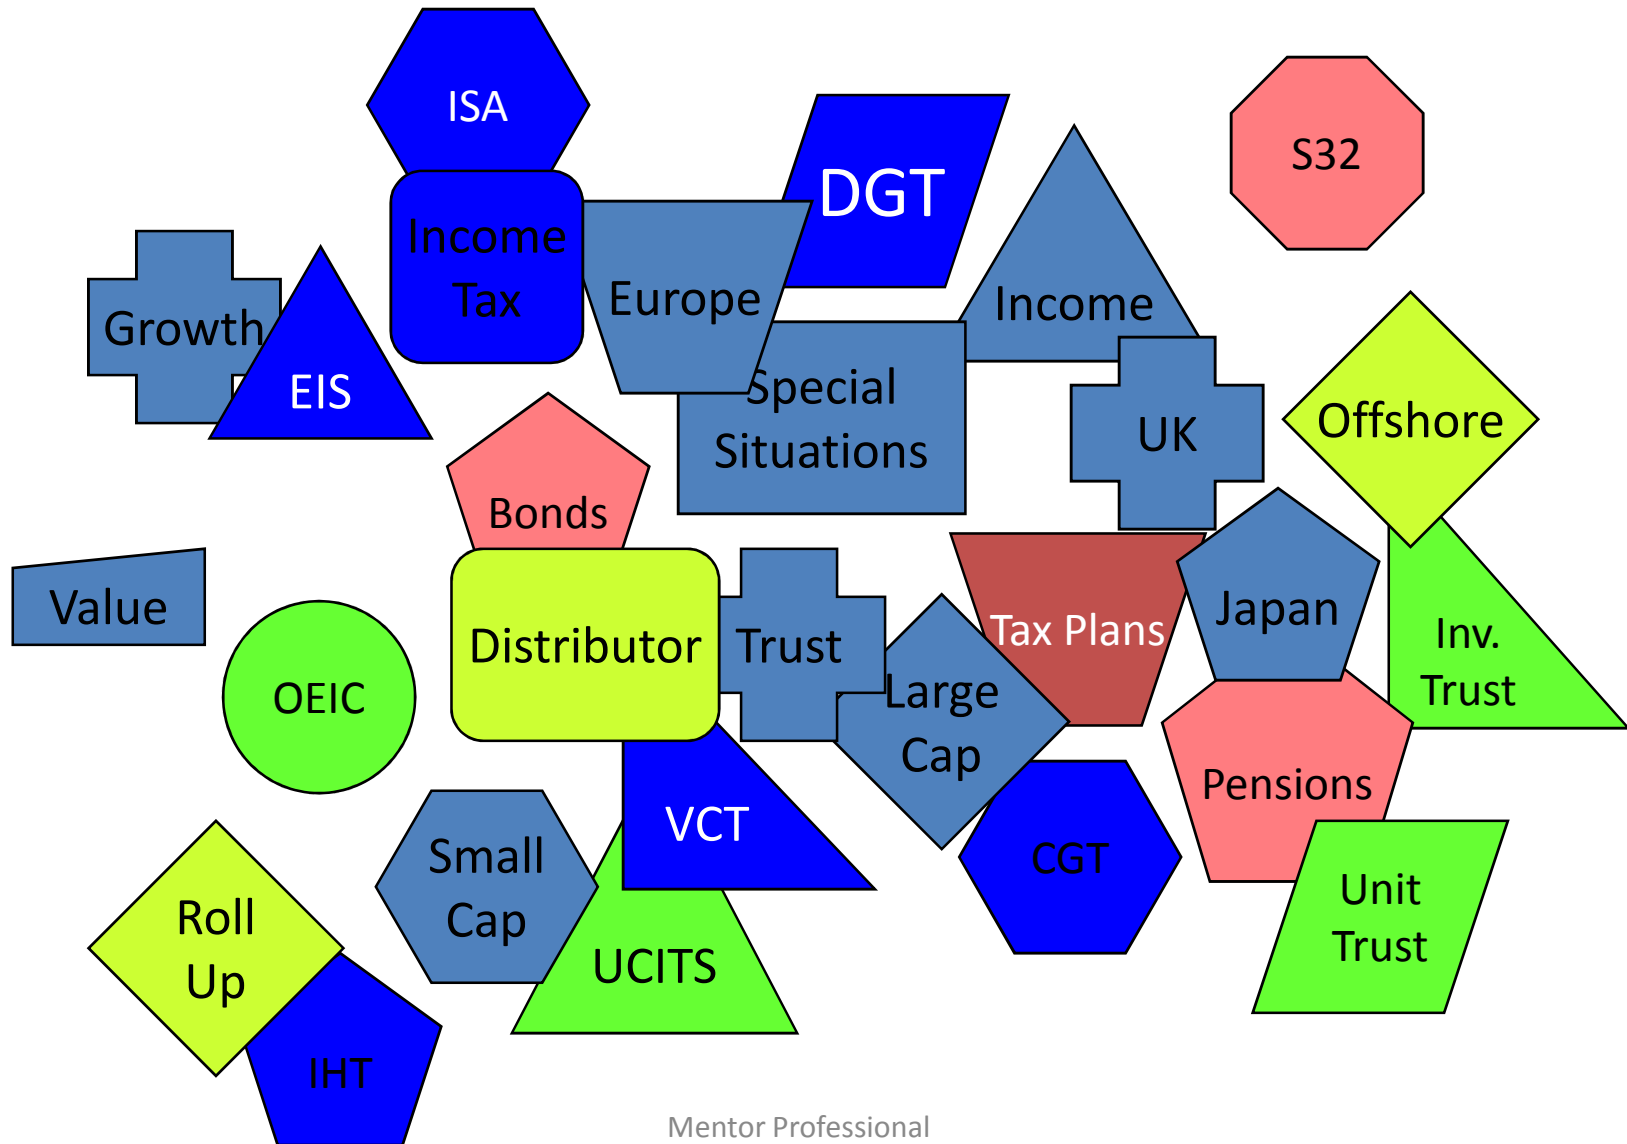 ISA
S32
DGT
Income
Tax
Europe
Income
Growth
EIS
Special
Situations
UK
Offshore
Bonds
Value
OEIC
Distributor
Trust
Large
Cap
Tax Plans
Japan
Inv.
Trust
Pensions
VCT
Small
Cap
CGT
Unit
Trust
Roll
Up
UCITS
IHT
Mentor Professional